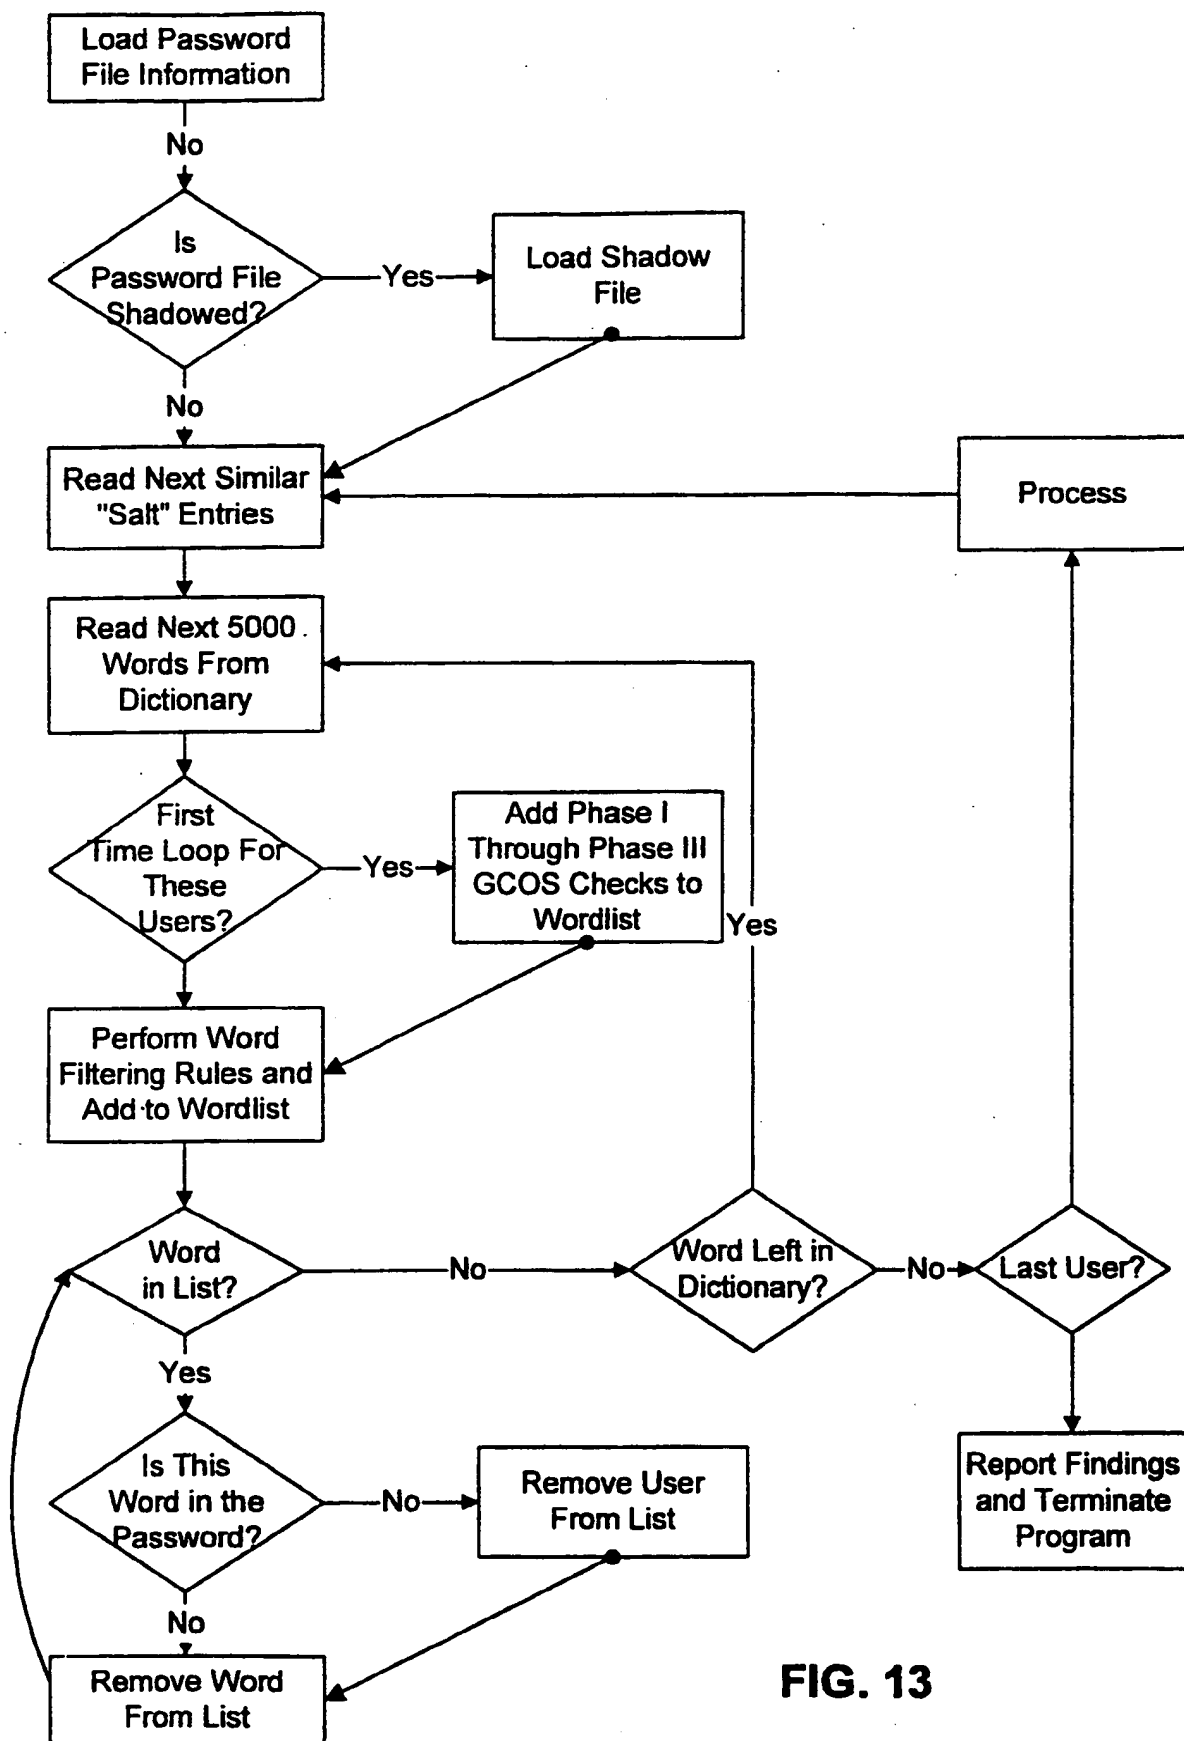 Load Password
File Information
No
Is
Password File
Shadowed?
Yes
Load Shadow
File
No
Read Next Similar
"Salt" Entries
Process
Read Next 5000
Words From
Dictionary
First
Time Loop For
These
Users?
Yes
Add Phase I
Through Phase III
GCOS Checks to
Wordlist
Yes
Perform Word
Filtering Rules and
Add to Wordlist
Word
in List?
No
Word Left in
Dictionary?
No
Last User?
Yes
Is This
Word in the
Password?
No
Remove User
From List
Report Findings
and Terminate
Program
No
Remove Word
From List
FIG. 13